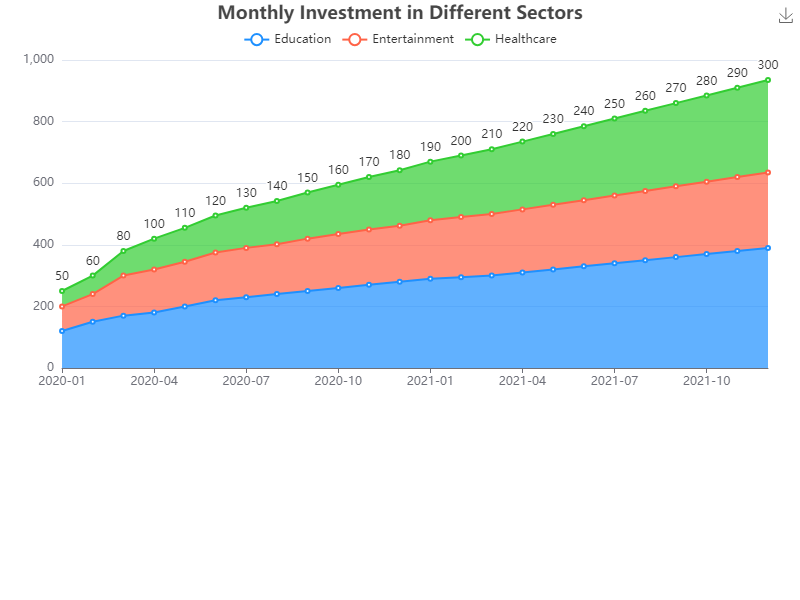 Monthly Investment in Different Sectors
Education Entertainment Healthcare
1,000
800
600
400
200
0
50 60 80 100 110 120 130 140 150 160 170 180 190 200 210 220 230 240 250 260 270 280 290 300
2020-01 2020-04 2020-07 2020-10 2021-01 2021-04 2021-07 2021-10